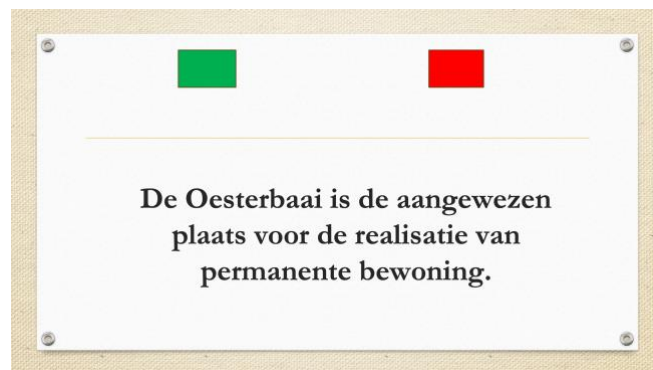 De Oesterbaai is de aangewezen
plaats voor de realisatie van
permanente bewoning.